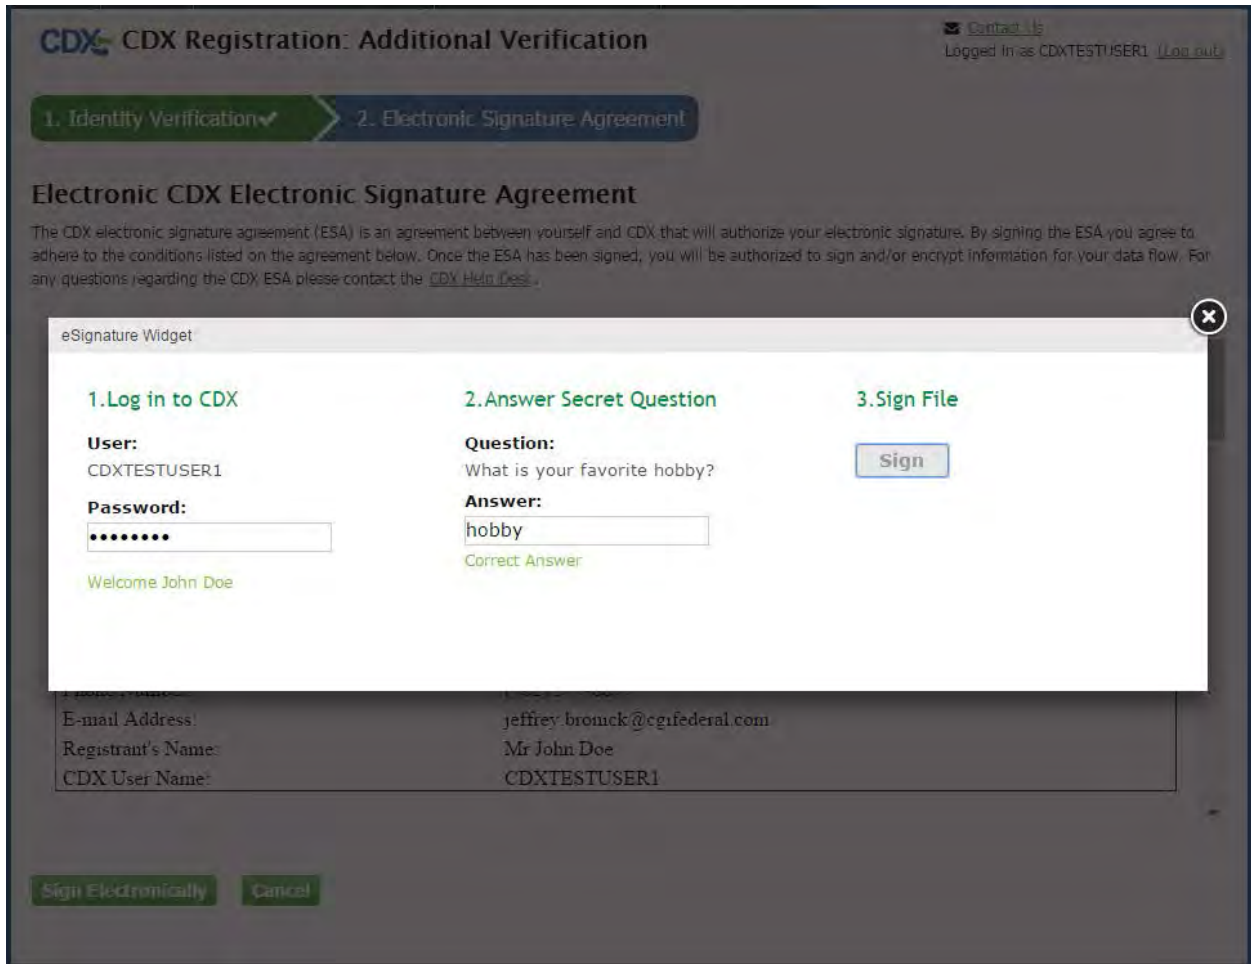 CDX CDX Registration: Additional Verification
Contact Us
Logged in as CDXTESTUSER1 (Log out)
1. Identity Verification✔ 2. Electronic Signature Agreement
Electronic CDX Electronic Signature Agreement
The CDX electronic signature agreement (ESA) is an agreement between yourself and CDX that will authorize your electronic signature. By signing the ESA you agree to
adhere to the conditions listed on the agreement below. Once the ESA has been signed, you will be authorized to sign and/or encrypt information for your data flow. For
any questions regarding the CDX ESA please contact the CDX Help Desk.
eSignature Widget
1.Log in to CDX
User:
CDXTESTUSER1
Password:
••••••••
Welcome John Doe
2.Answer Secret Question
Question:
What is your favorite hobby?
Answer:
hobby
Correct Answer
3.Sign File
Sign
Phone Number:
E-mail Address: jeffrey.bronick@cgifederal.com
Registrant's Name: Mr John Doe
CDX User Name: CDXTESTUSER1
Sign Electronically Cancel